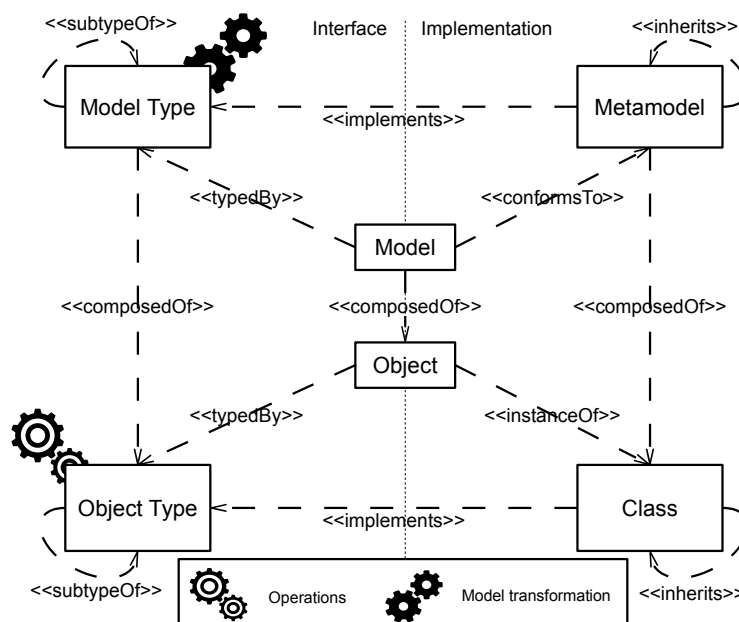 <<subtypeOf>>
Interface
Implementation
<<inherits>>
Model Type
Metamodel
<<implements>>
<<typedBy>>
<<conformsTo>>
Model
<<composedOf>>
<<composedOf>>
<<composedOf>>
Object
<<typedBy>>
<<instanceOf>>
Object Type
Class
<<implements>>
<<subtypeOf>>
<<inherits>>
Operations
Model transformation